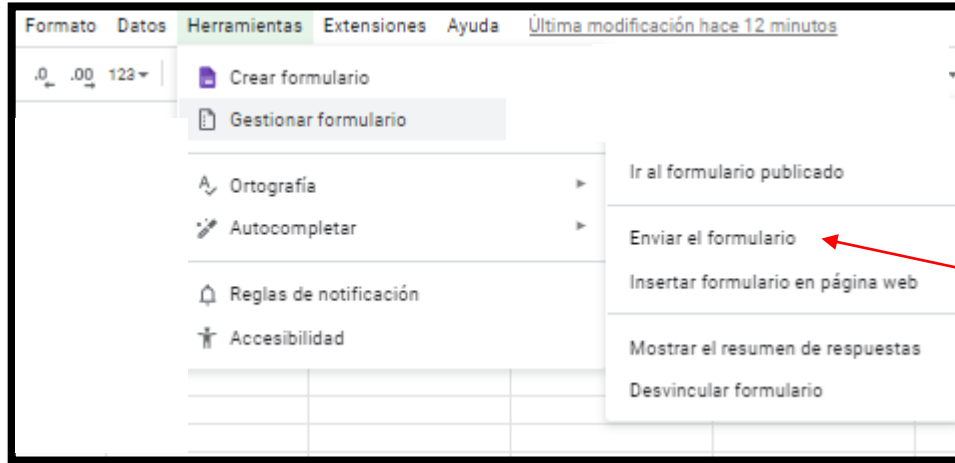 Formato Datos Herramientas Extensiones Ayuda Última modificación hace 12 minutos
.0 .00 123
Crear formulario
Gestionar formulario
Ortografía
Autocompletar
Reglas de notificación
Accesibilidad
Ir al formulario publicado
Enviar el formulario
Insertar formulario en página web
Mostrar el resumen de respuestas
Desvincular formulario